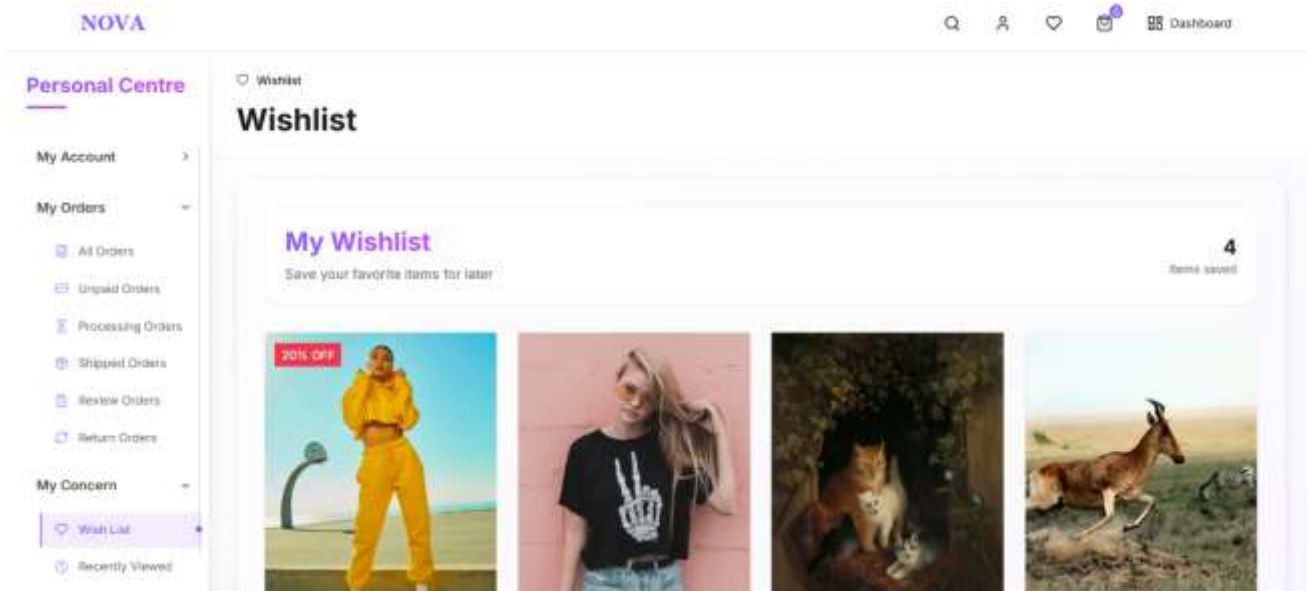 NOVA
Dashboard
Personal Centre
Wishlist
Wishlist
My Account
My Orders
All Orders
Unpaid Orders
Processing Orders
Shipped Orders
Review Orders
Return Orders
My Concern
Wish List
Recently Viewed
My Wishlist
Save your favorite items for later
4
Items saved
20% OFF